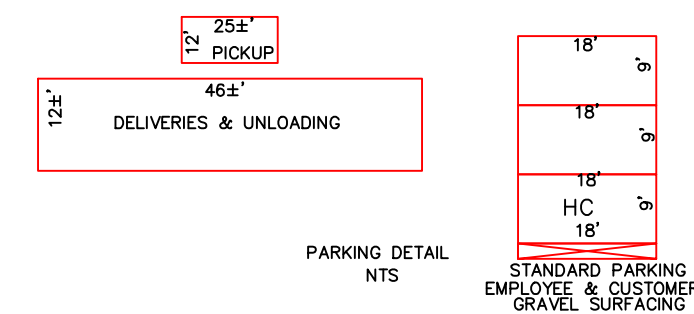 25±'
12'
PICKUP
46±'
12±'
DELIVERIES & UNLOADING
PARKING DETAIL
NTS
18'
9'
18'
9'
18'
HC
9'
18'
STANDARD PARKING
EMPLOYEE & CUSTOMER
GRAVEL SURFACING